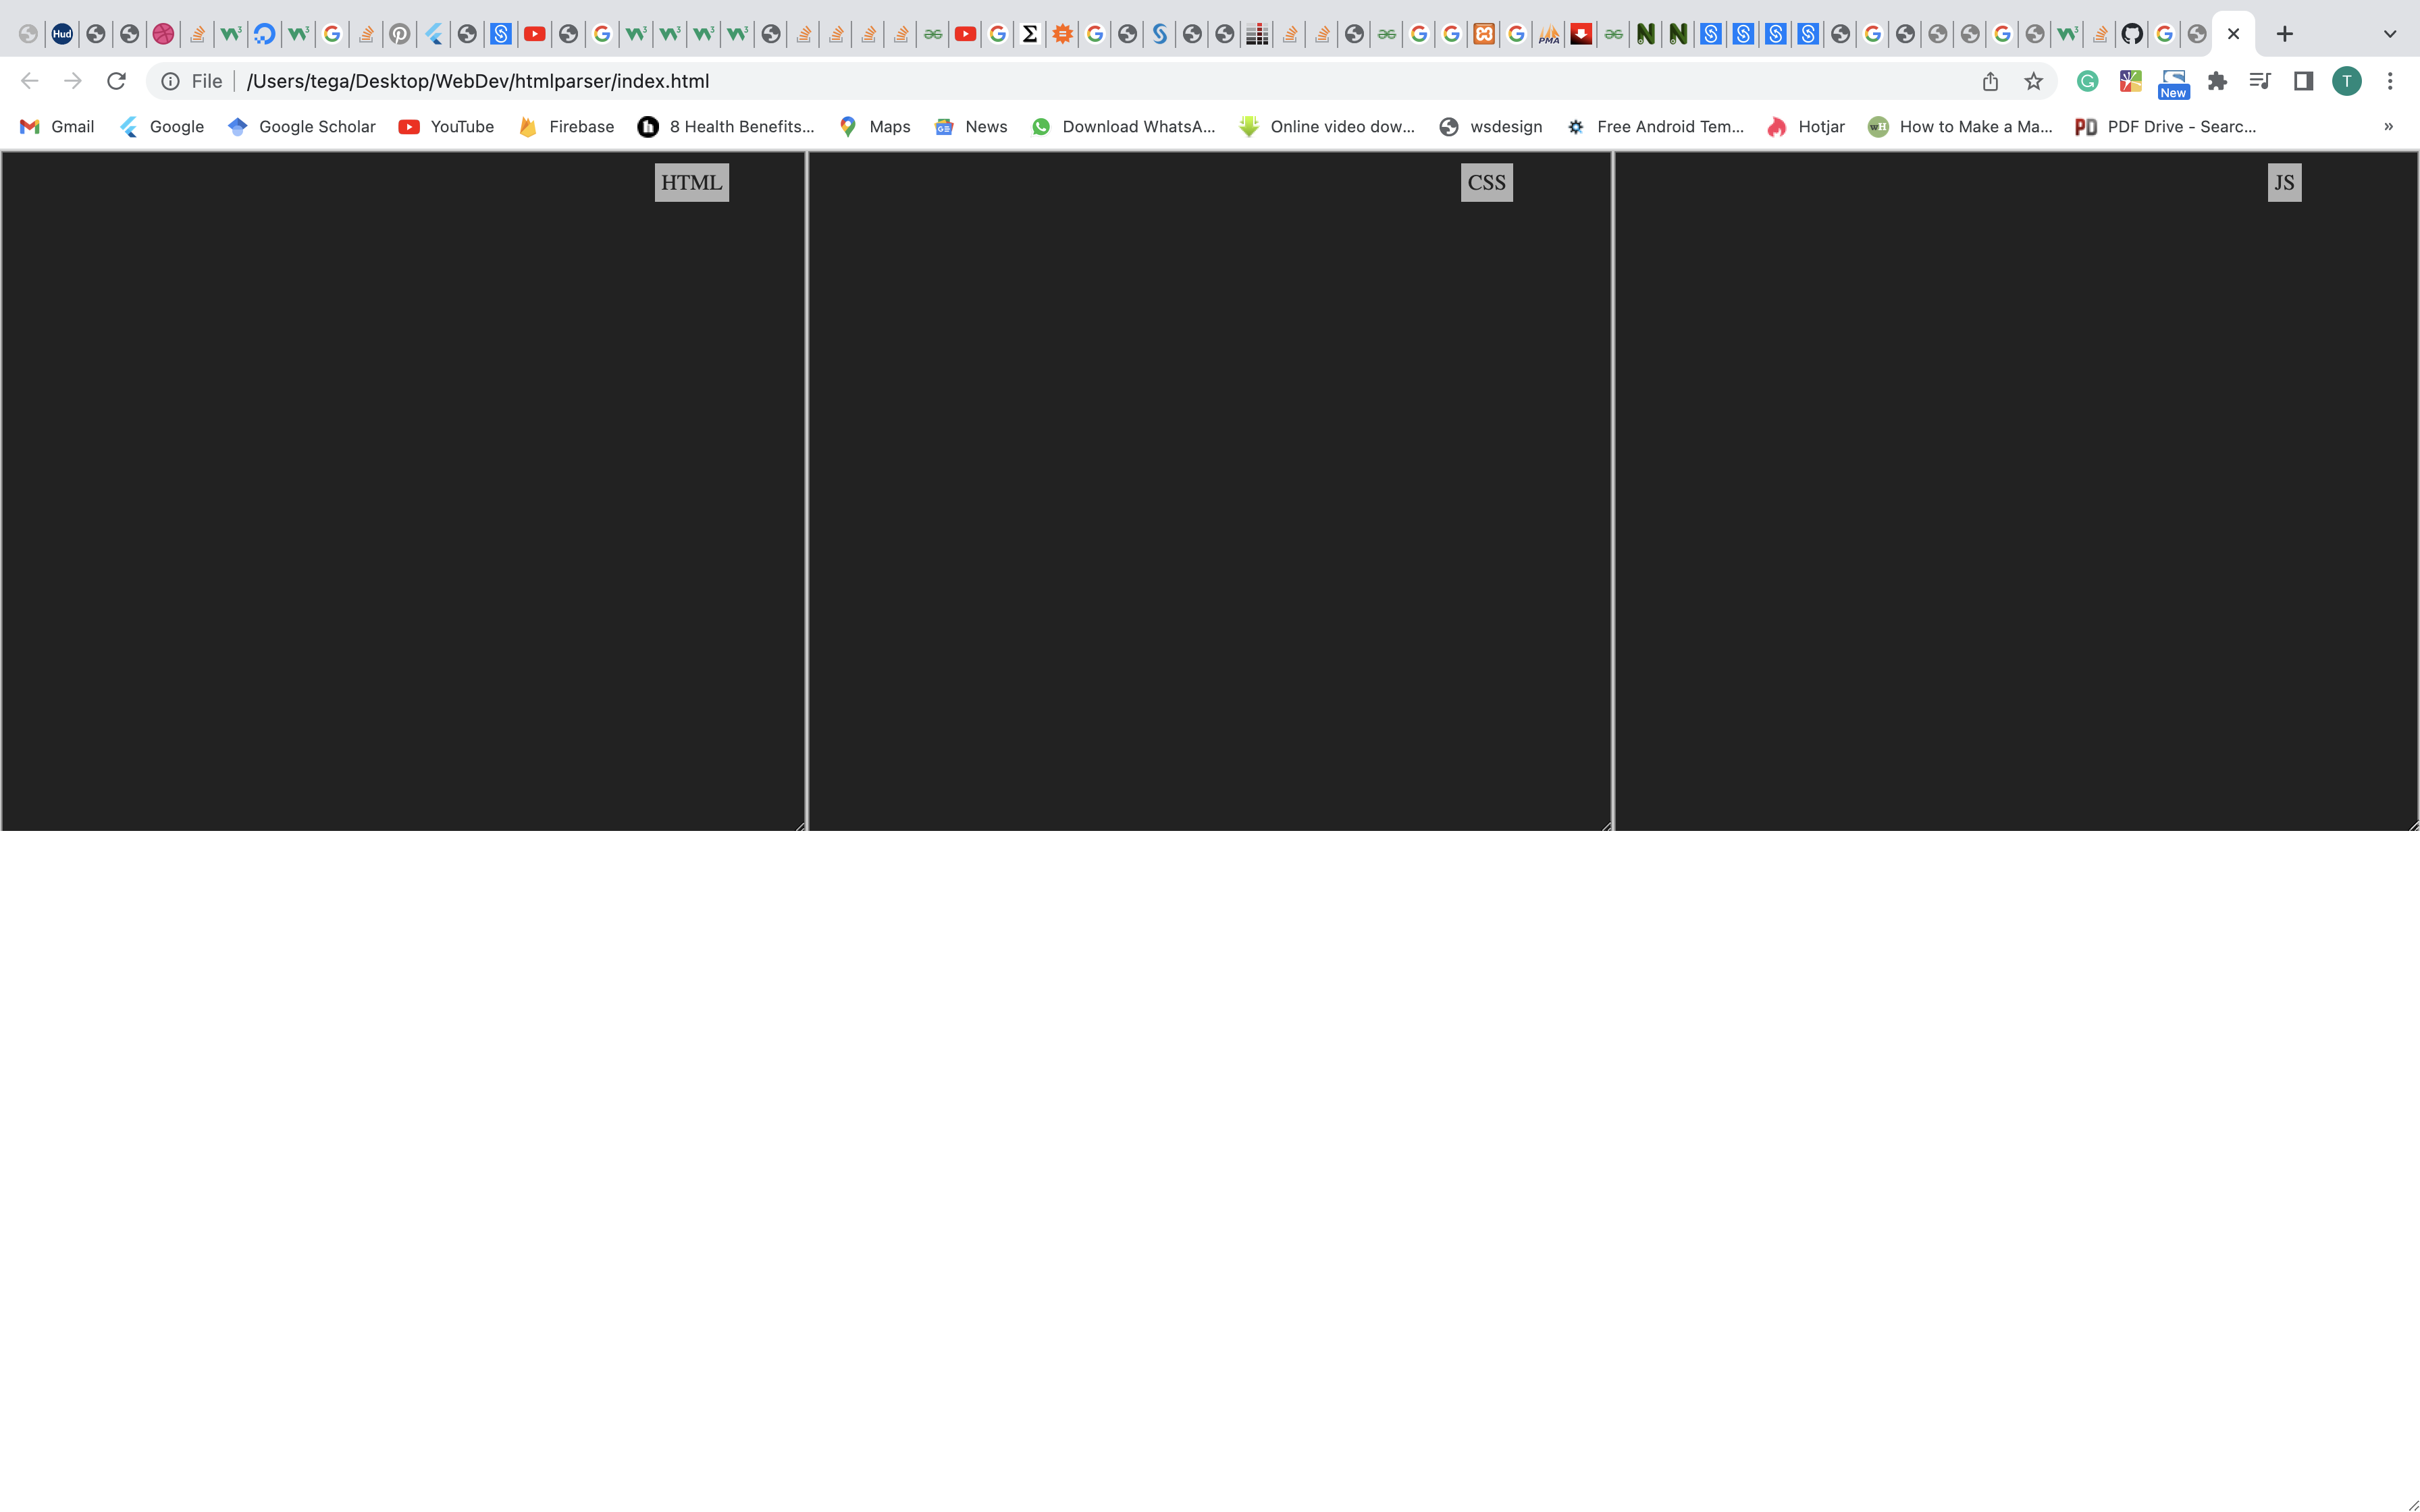 Hud
PMA
File /Users/tega/Desktop/WebDev/htmlparser/index.html
New
T
Gmail Google Google Scholar YouTube Firebase 8 Health Benefits... Maps News Download WhatsA... Online video dow... wsdesign Free Android Tem... Hotjar How to Make a Ma... PDF Drive - Searc... »
HTML CSS JS